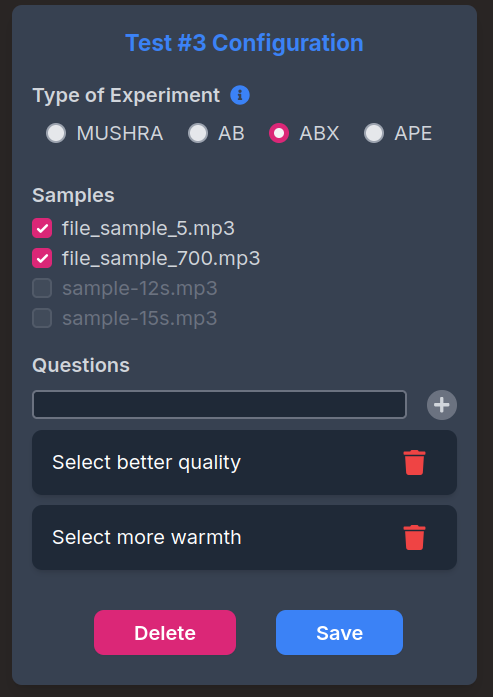 Test #3 Configuration
Type of Experiment
MUSHRA AB ABX APE
Samples
file_sample_5.mp3
file_sample_700.mp3
sample-12s.mp3
sample-15s.mp3
Questions
Select better quality
Select more warmth
Delete Save